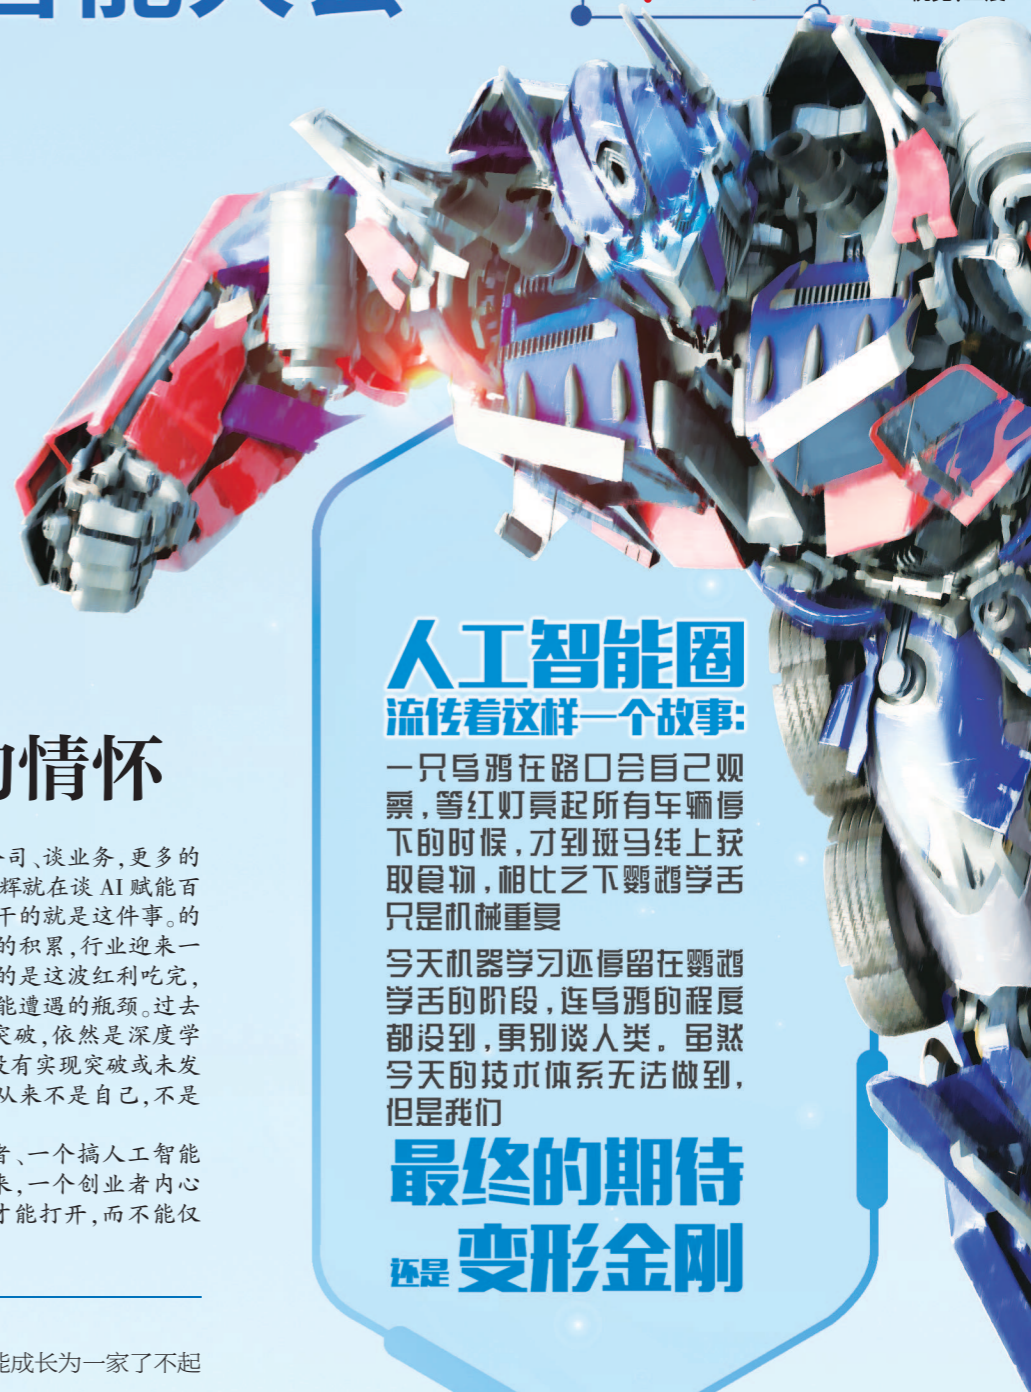 智能大会
的情怀
公司、谈业务,更多的
辉就在谈 AI 赋能百
干的就是这件事。的
的积累,行业迎来一
的是这波红利吃完,
能遭遇的瓶颈。过去
突破,依然是深度学
没有实现突破或未发
从来不是自己,不是
者、一个搞人工智能
来,一个创业者内心
才能打开,而不能仅
能成长为一家了不起
人工智能圈
流传着这样一个故事:
一只乌鸦在路口会自己观
察,等红灯亮起所有车辆停
下的时候,才到斑马线上获
取食物,相比之下鹦鹉学舌
只是机械重复
今天机器学习还停留在鹦鹉
学舌的阶段,连乌鸦的程度
都没到,更别谈人类。虽然
今天的技术体系无法做到,
但是我们
最终的期待
还是变形金刚